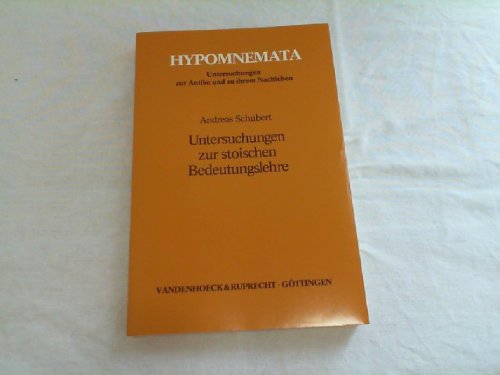 HYPOMNEMATA
Untersuchungen
zur Antike und zu ihrem Nachleben
Andreas Schubert
Untersuchungen
zur stoischen
Bedeutungslehre
VANDENHOECK & RUPRECHT · GÖTTINGEN